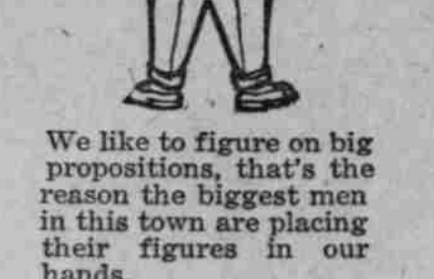 We like to figure on big
propositions, that's the
reason the biggest men
in this town are placing
their figures in our
hands.